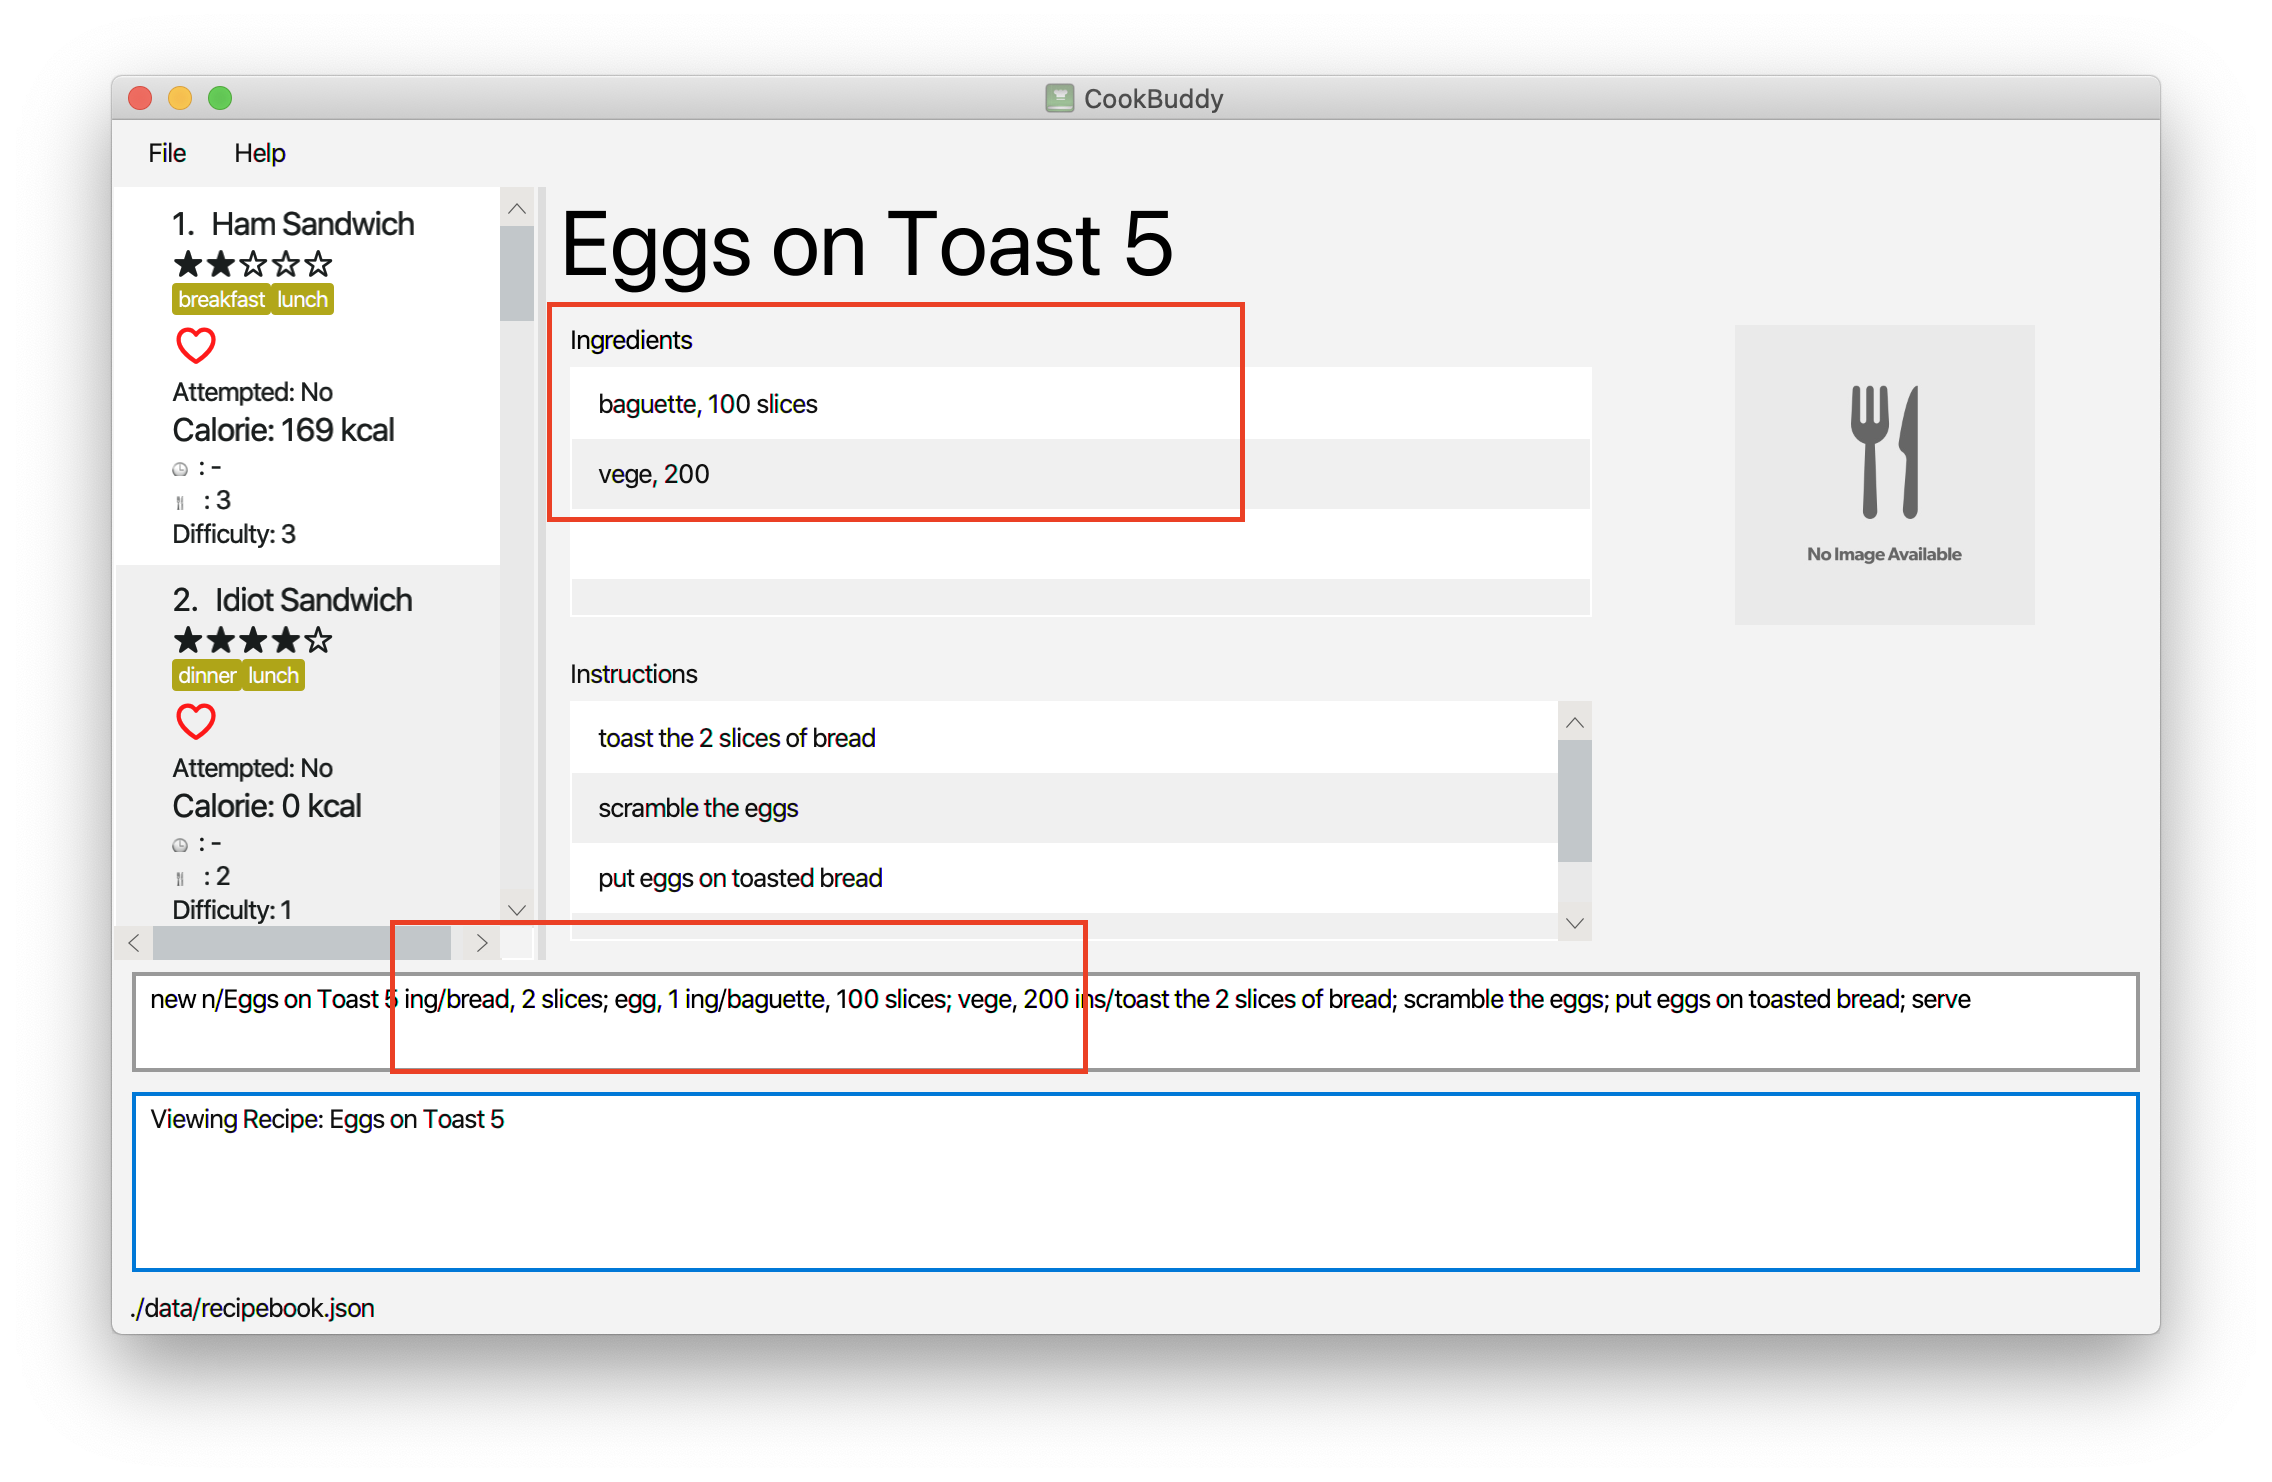 CookBuddy
File Help
1. Ham Sandwich
★★☆☆☆
breakfast lunch
Attempted: No
Calorie: 169 kcal
: -
: 3
Difficulty: 3
2. Idiot Sandwich
★★★★☆
dinner lunch
Attempted: No
Calorie: 0 kcal
: -
: 2
Difficulty: 1
Eggs on Toast 5
Ingredients
baguette, 100 slices
vege, 200
No Image Available
Instructions
toast the 2 slices of bread
scramble the eggs
put eggs on toasted bread
new n/Eggs on Toast 5 ing/bread, 2 slices; egg, 1 ing/baguette, 100 slices; vege, 200 ins/toast the 2 slices of bread; scramble the eggs; put eggs on toasted bread; serve
Viewing Recipe: Eggs on Toast 5
./data/recipebook.json